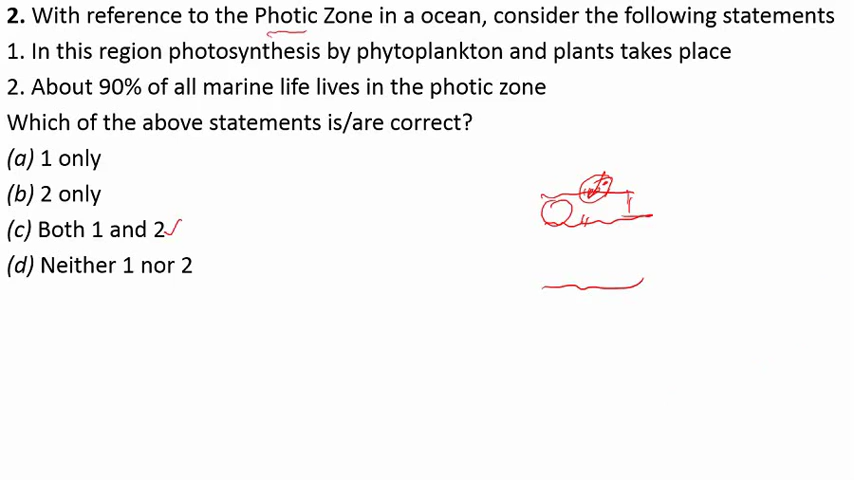 2. With reference to the Photic Zone in a ocean, consider the following statements
1. In this region photosynthesis by phytoplankton and plants takes place
2. About 90% of all marine life lives in the photic zone
Which of the above statements is/are correct?
(a) 1 only
(b) 2 only
(c) Both 1 and 2
(d) Neither 1 nor 2